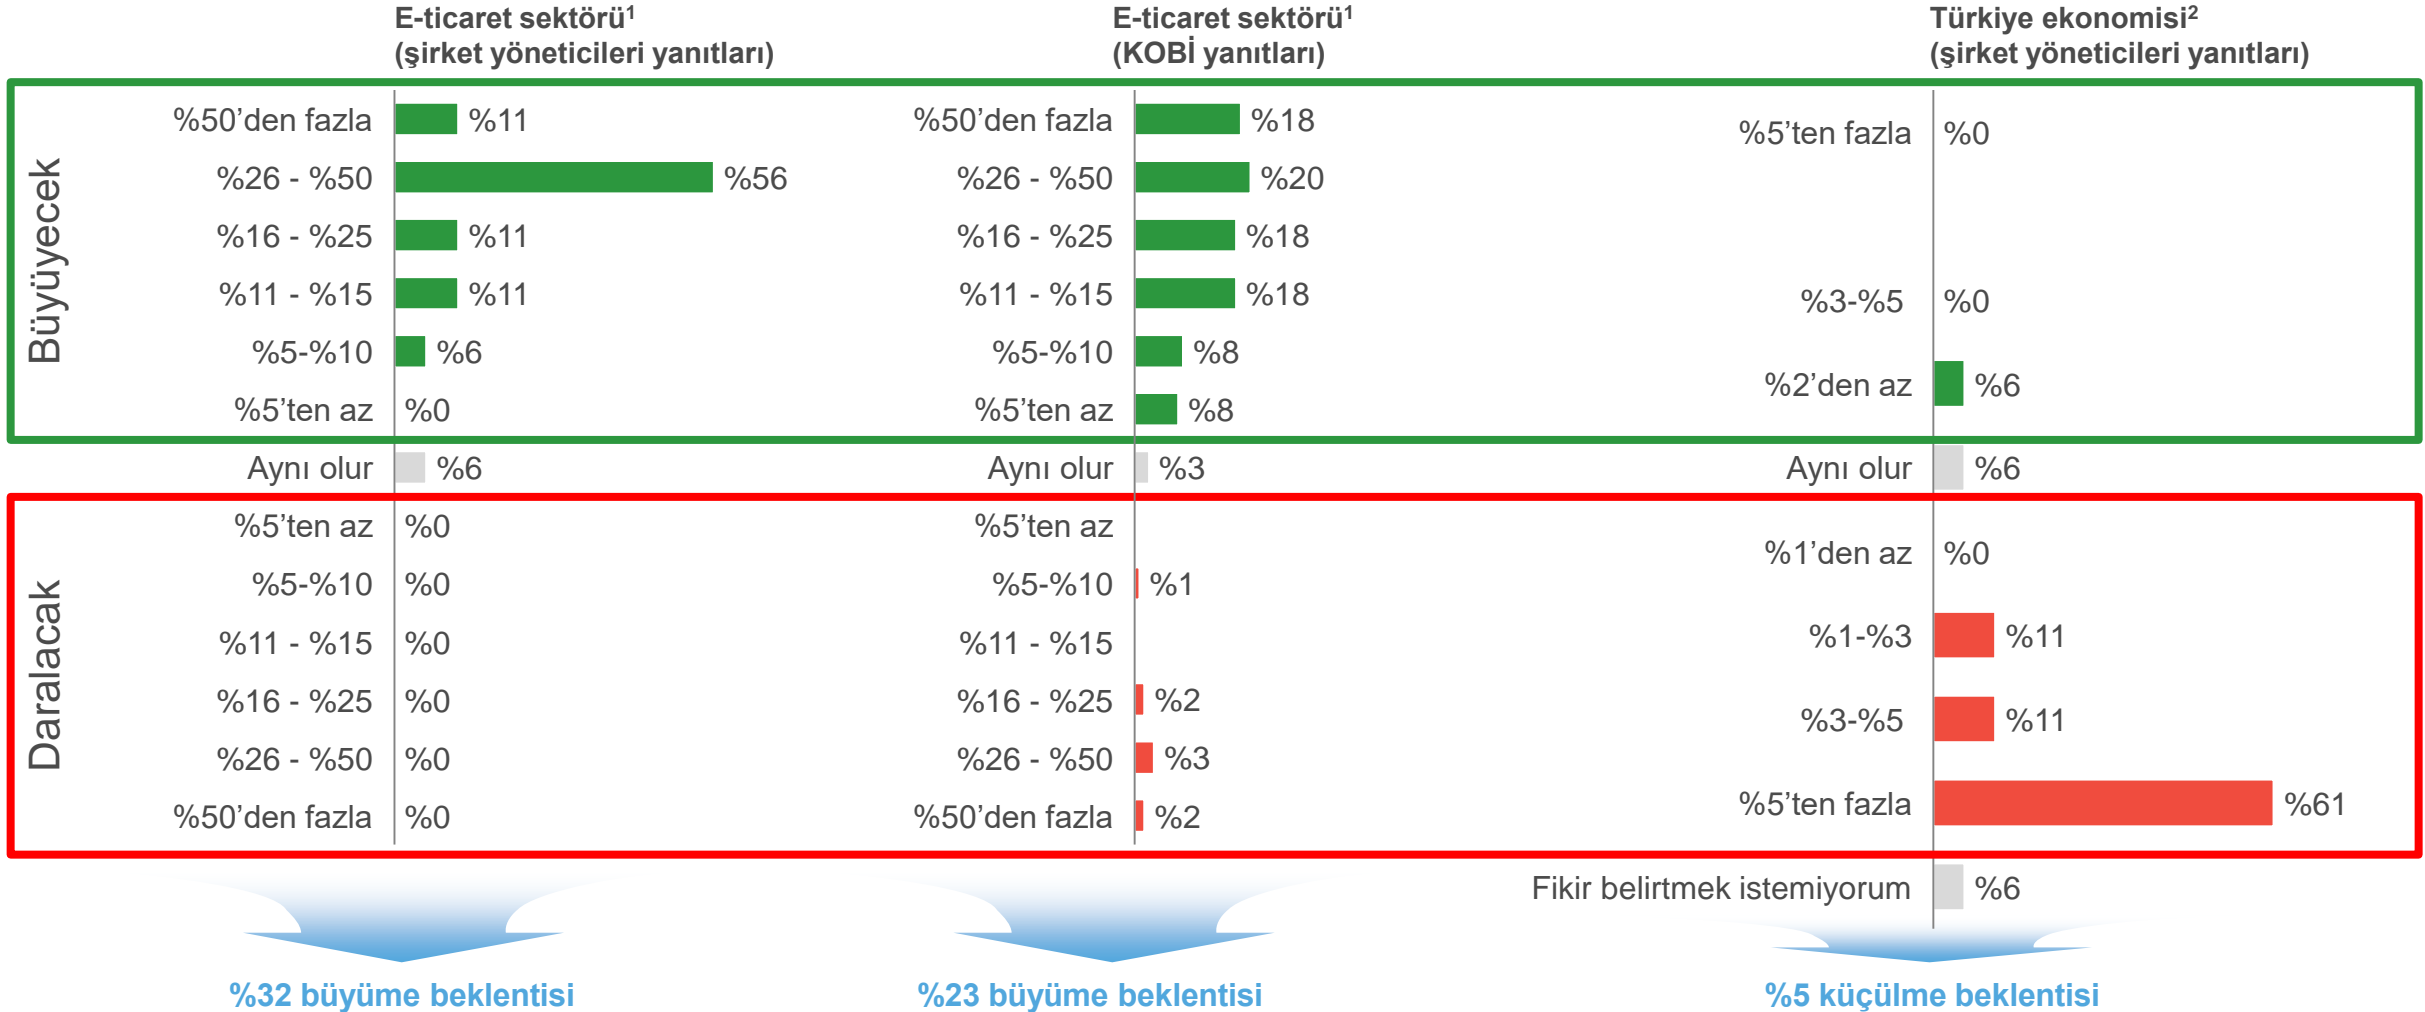 E-ticaret sektörü¹
(şirket yöneticileri yanıtları)
Büyüyecek
%50’den fazla %11
%26 - %50 %56
%16 - %25 %11
%11 - %15 %11
%5-%10 %6
%5’ten az %0
Aynı olur %6
Daralacak
%5’ten az %0
%5-%10 %0
%11 - %15 %0
%16 - %25 %0
%26 - %50 %0
%50’den fazla %0
%32 büyüme beklentisi
E-ticaret sektörü¹
(KOBİ yanıtları)
%50’den fazla %18
%26 - %50 %20
%16 - %25 %18
%11 - %15 %18
%5-%10 %8
%5’ten az %8
Aynı olur %3
%5’ten az
%5-%10 %1
%11 - %15
%16 - %25 %2
%26 - %50 %3
%50’den fazla %2
%23 büyüme beklentisi
Türkiye ekonomisi²
(şirket yöneticileri yanıtları)
%5’ten fazla %0
%3-%5 %0
%2’den az %6
Aynı olur %6
%1’den az %0
%1-%3 %11
%3-%5 %11
%5’ten fazla %61
Fikir belirtmek istemiyorum %6
%5 küçülme beklentisi